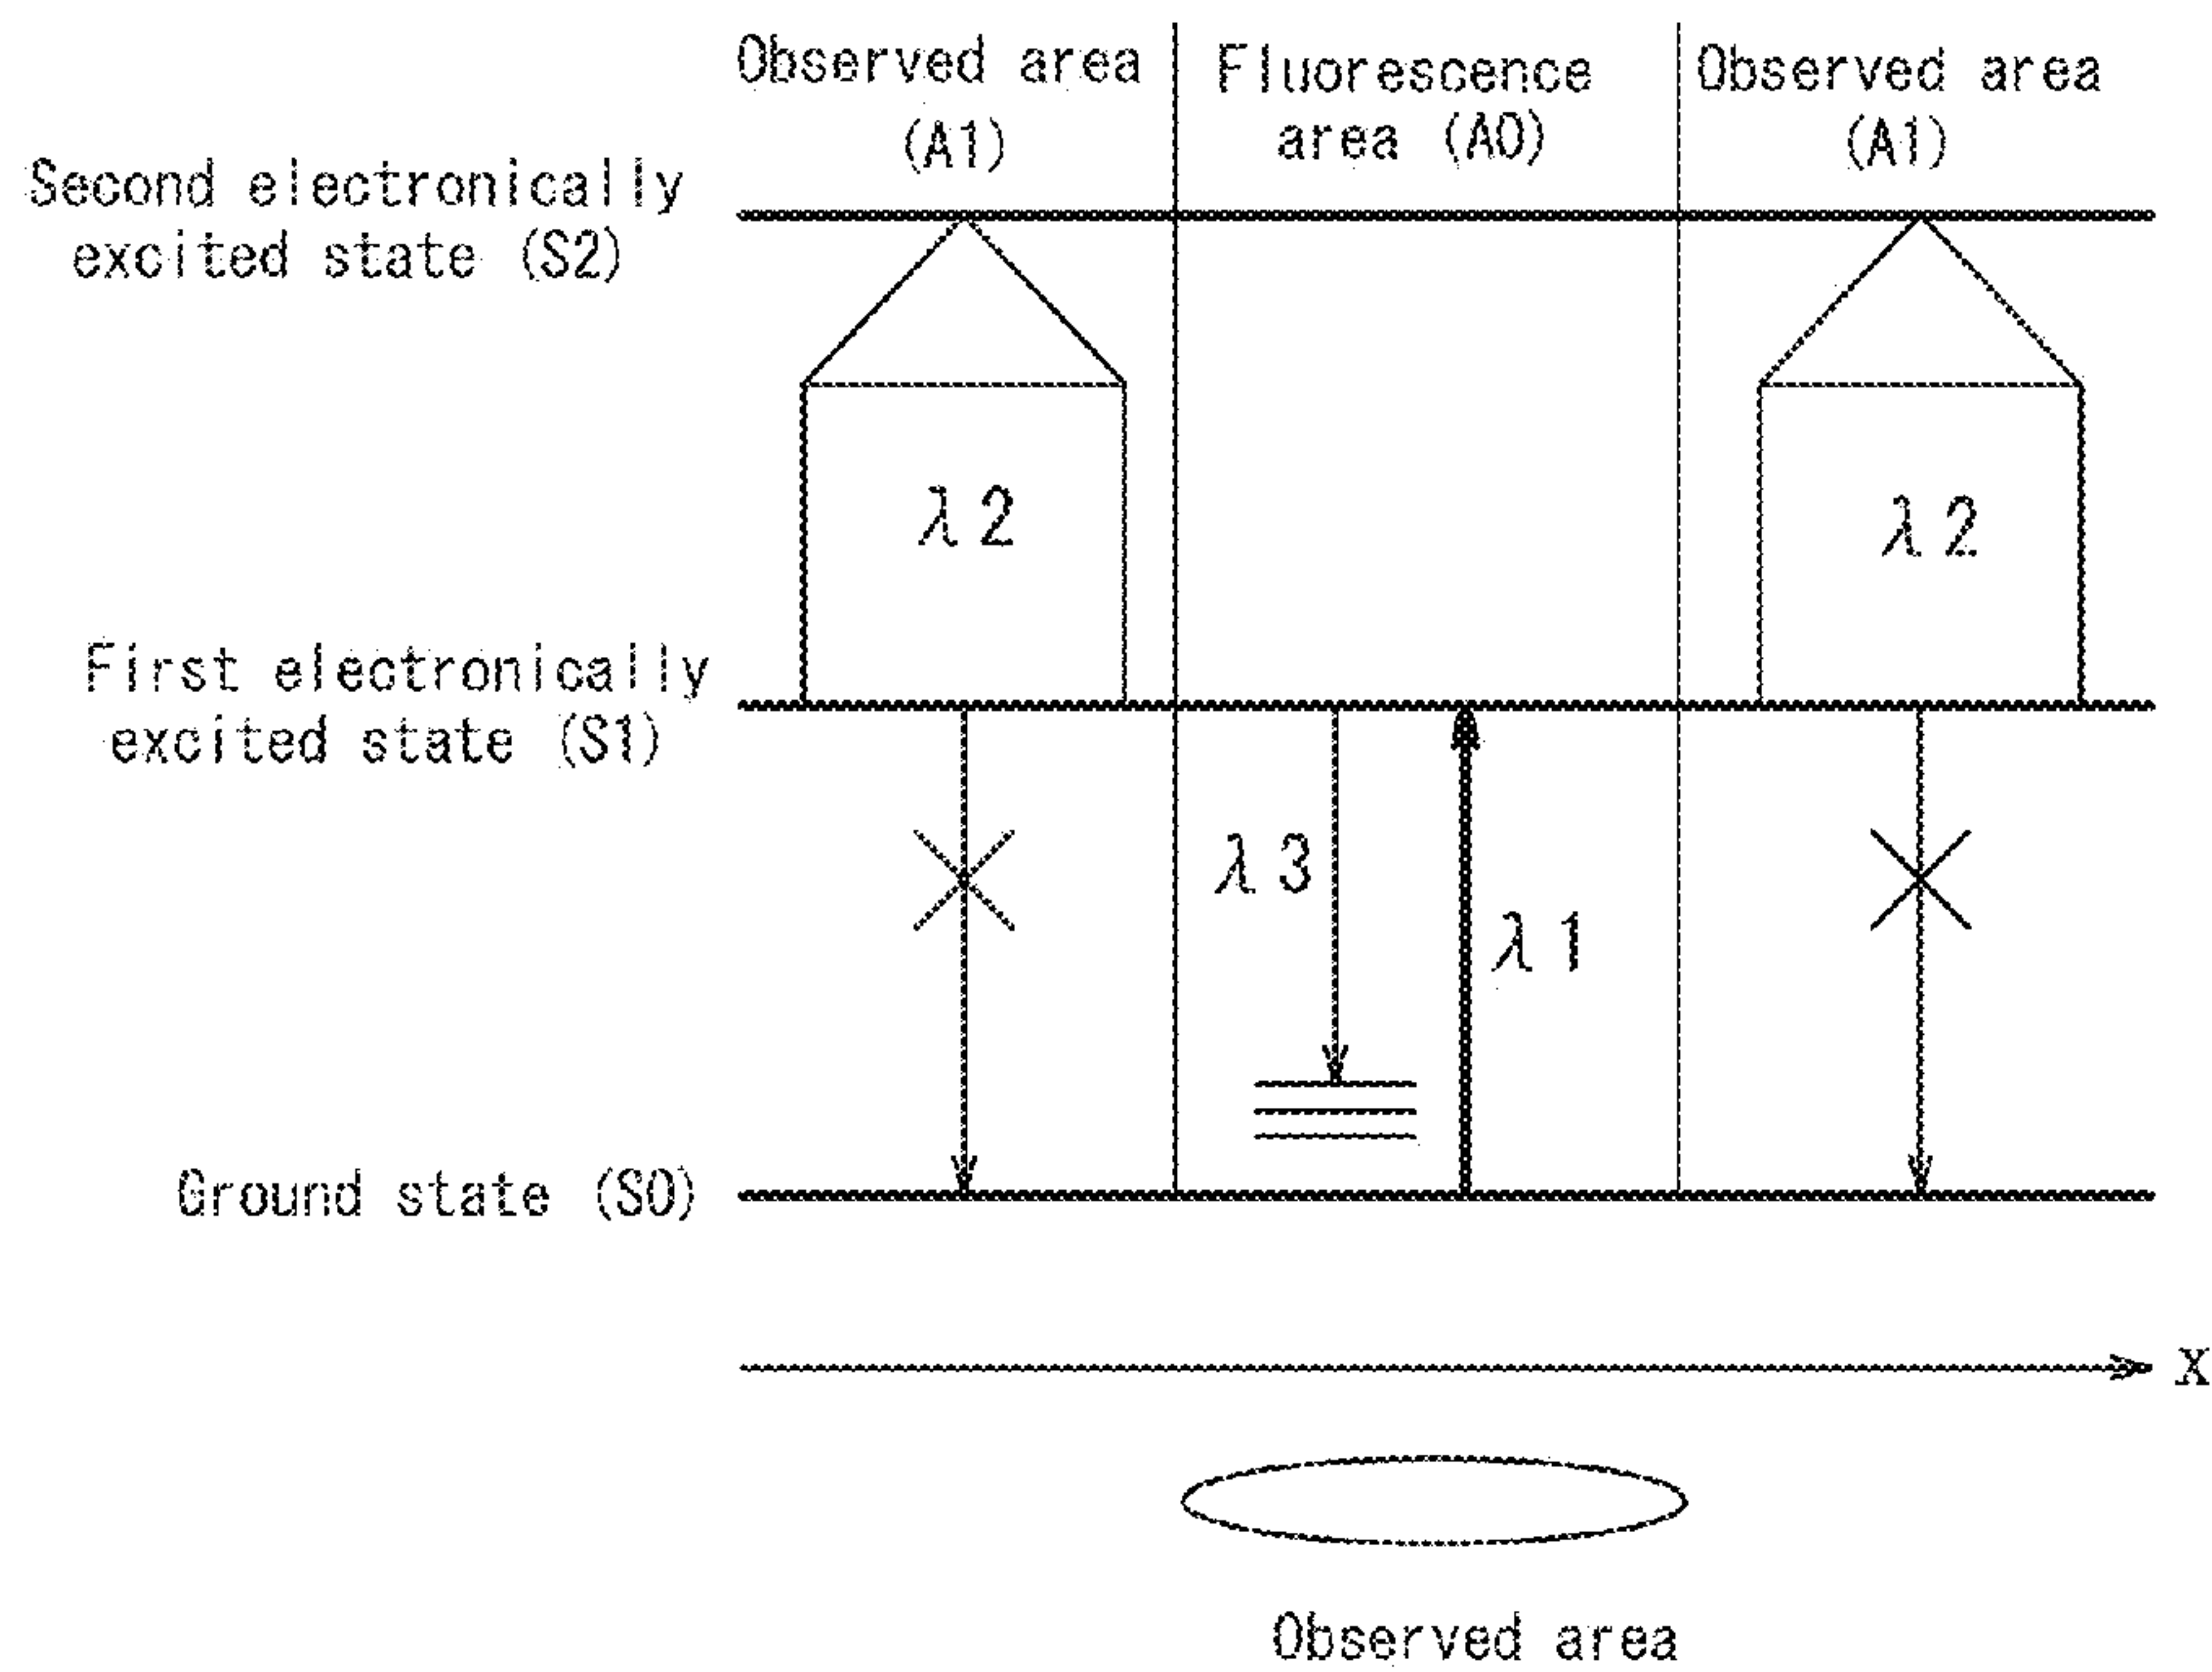 Observed area
(A1)
Fluorescence
area (A0)
Observed area
(A1)
Second electronically
excited state (S2)
λ2
λ2
First electronically
excited state (S1)
λ3
λ1
Ground state (S0)
X
Observed area